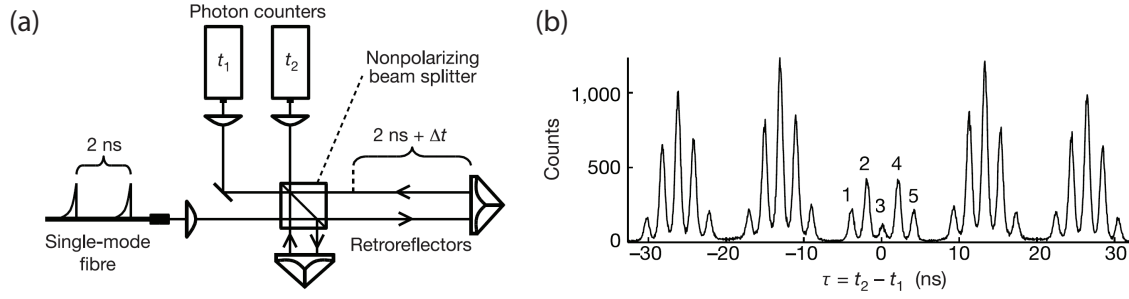 (a)
Photon counters
t₁
t₂
Nonpolarizing
beam splitter
2 ns
2 ns + Δt
Single-mode
fibre
Retroreflectors
(b)
Counts
1,000
500
0
1
2
3
4
5
−30
−20
−10
0
10
20
30
τ = t₂ – t₁ (ns)